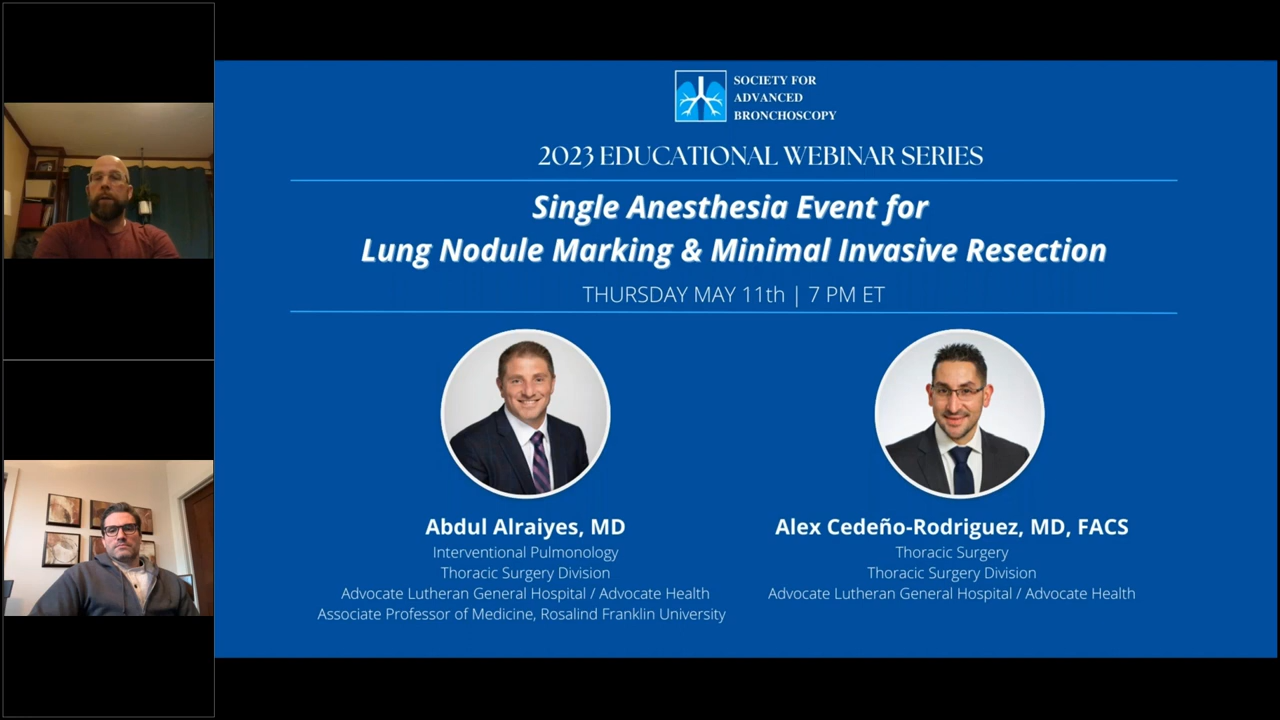 SOCIETY FOR
ADVANCED
BRONCHOSCOPY
2023 EDUCATIONAL WEBINAR SERIES
Single Anesthesia Event for
Lung Nodule Marking & Minimal Invasive Resection
THURSDAY MAY 11th | 7 PM ET
Abdul Alraiyes, MD
Interventional Pulmonology
Thoracic Surgery Division
Advocate Lutheran General Hospital / Advocate Health
Associate Professor of Medicine, Rosalind Franklin University
Alex Cedeño-Rodriguez, MD, FACS
Thoracic Surgery
Thoracic Surgery Division
Advocate Lutheran General Hospital / Advocate Health